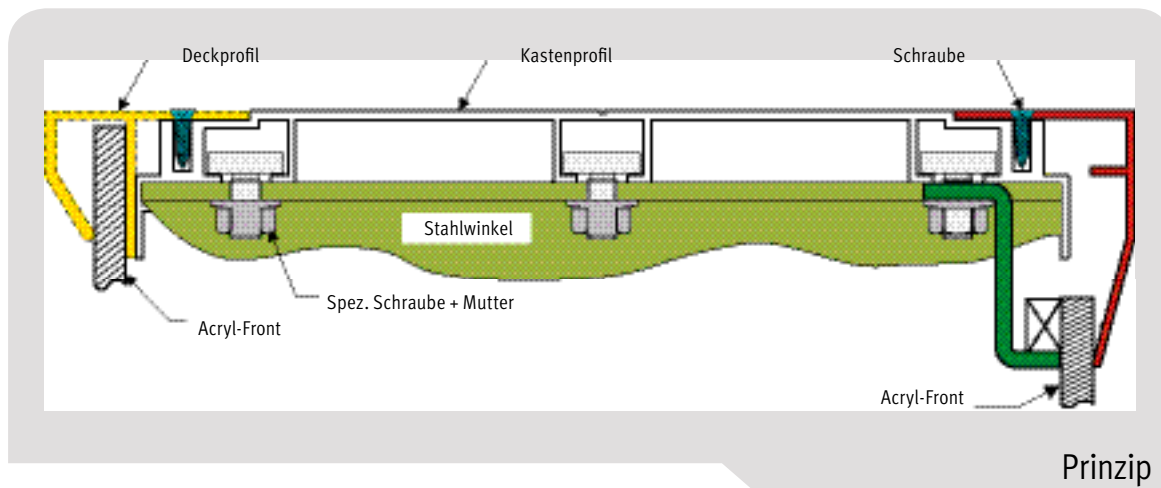 Deckprofil
Kastenprofil
Schraube
Stahlwinkel
Spez. Schraube + Mutter
Acryl-Front
Acryl-Front
Prinzip